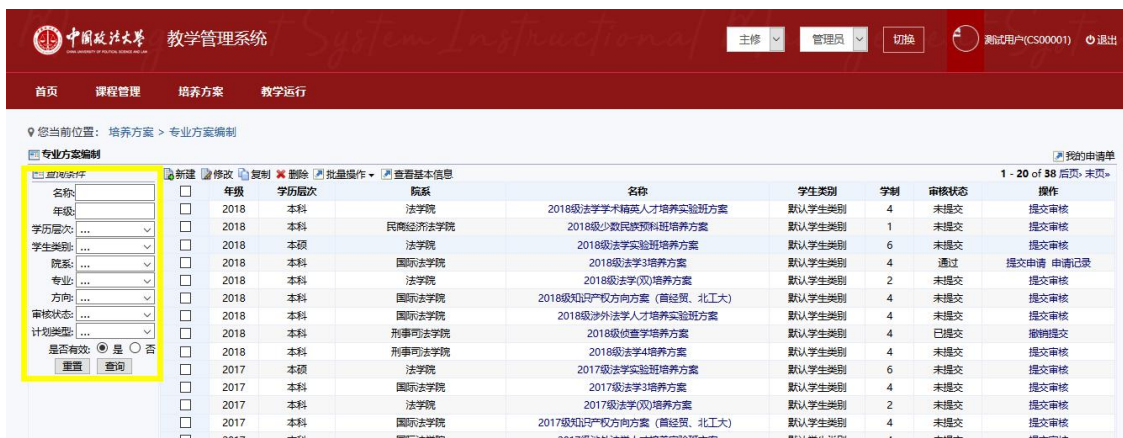 中国政法大学 教学管理系统 主修 管理员 切换 测试用户(CS00001) 退出
CHINA UNIVERSITY OF POLITICAL SCIENCE AND LAW
首页 课程管理 培养方案 教学运行
您当前位置： 培养方案 > 专业方案编制
专业方案编制 我的申请单
查询条件 新建 修改 复制 删除 批量操作 查看基本信息 1 - 20 of 38 后页› 末页»
名称: 年级 学历层次 院系 名称 学生类别 学制 审核状态 操作
年级: 2018 本科 法学院 2018级法学学术精英人才培养实验班方案 默认学生类别 4 未提交 提交审核
学历层次: ... 2018 本科 民商经济法学院 2018级少数民族预科班培养方案 默认学生类别 1 未提交 提交审核
学生类别: ... 2018 本硕 法学院 2018级法学实验班培养方案 默认学生类别 6 未提交 提交审核
院系: ... 2018 本科 国际法学院 2018级法学3培养方案 默认学生类别 4 通过 提交申请 申请记录
专业: ... 2018 本科 法学院 2018级法学(双)培养方案 默认学生类别 2 未提交 提交审核
方向: ... 2018 本科 国际法学院 2018级知识产权方向方案（首经贸、北工大） 默认学生类别 4 未提交 提交审核
审核状态: ... 2018 本科 国际法学院 2018级涉外法学人才培养实验班方案 默认学生类别 4 未提交 提交审核
计划类型: ... 2018 本科 刑事司法学院 2018级侦查学培养方案 默认学生类别 4 已提交 撤销提交
是否有效: 是 否 2018 本科 刑事司法学院 2018级法学4培养方案 默认学生类别 4 未提交 提交审核
重置 查询 2017 本硕 法学院 2017级法学实验班培养方案 默认学生类别 6 未提交 提交审核
2017 本科 国际法学院 2017级法学3培养方案 默认学生类别 4 未提交 提交审核
2017 本科 法学院 2017级法学(双)培养方案 默认学生类别 2 未提交 提交审核
2017 本科 国际法学院 2017级知识产权方向方案（首经贸、北工大） 默认学生类别 4 未提交 提交审核